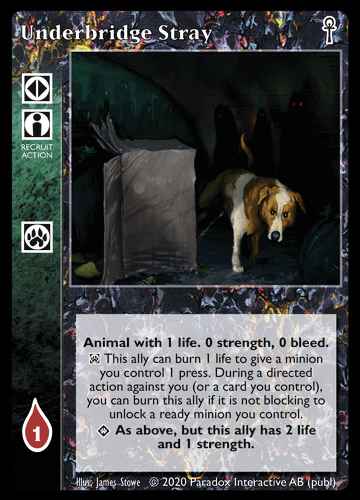 Underbridge Stray
RECRUIT
ACTION
Animal with 1 life. 0 strength, 0 bleed.
This ally can burn 1 life to give a minion
you control 1 press. During a directed
action against you (or a card you control),
you can burn this ally if it is not blocking to
unlock a ready minion you control.
As above, but this ally has 2 life
and 1 strength.
1
Illus: James Stowe © 2020 Paradox Interactive AB (publ)